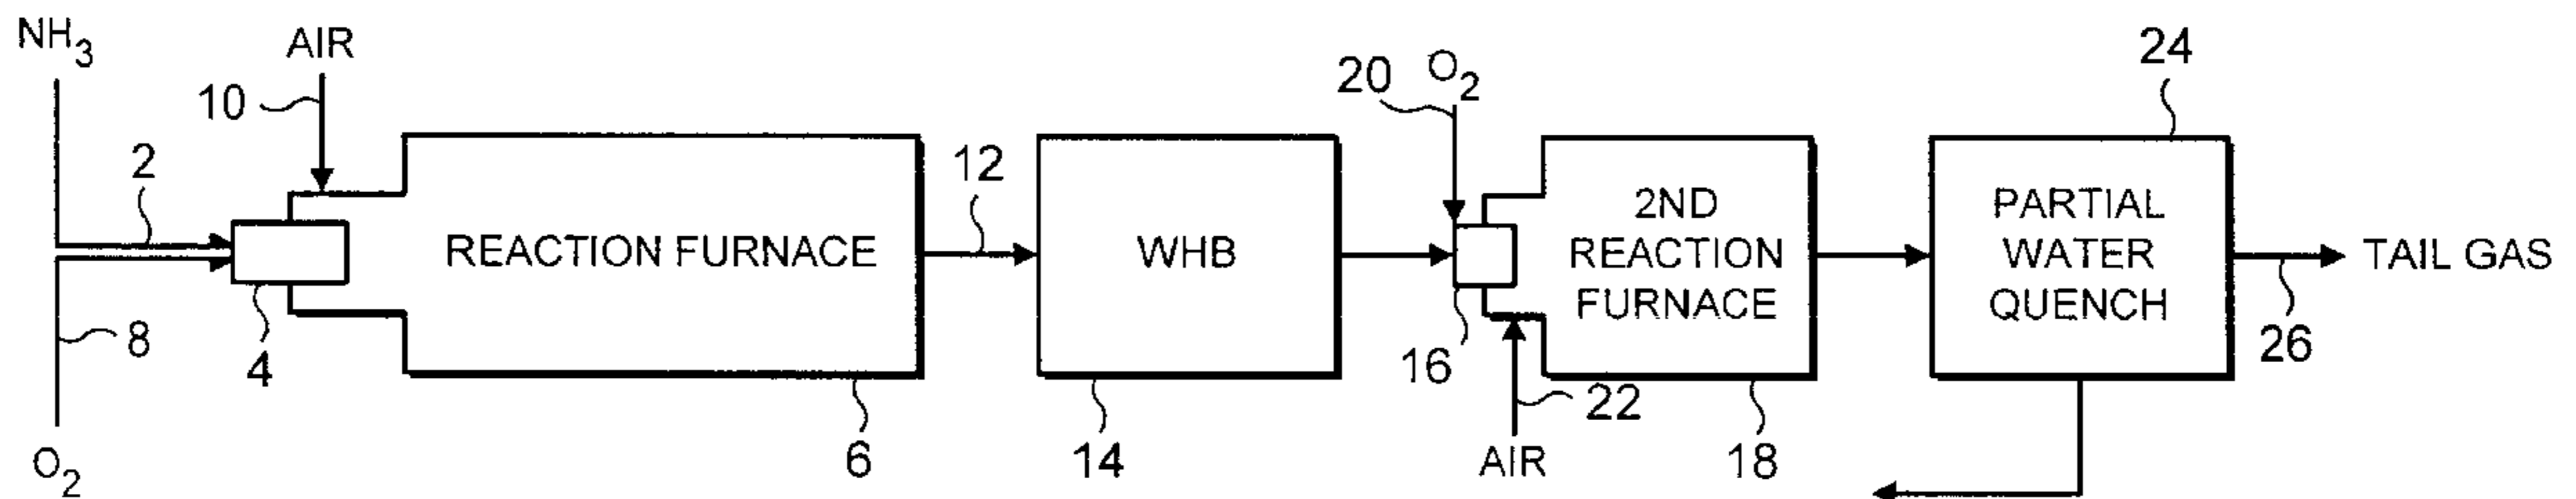 NH3
AIR
10
2
8
O2
4
REACTION FURNACE
6
12
WHB
14
20
O2
16
AIR
22
2ND
REACTION
FURNACE
18
24
PARTIAL
WATER
QUENCH
26
TAIL GAS